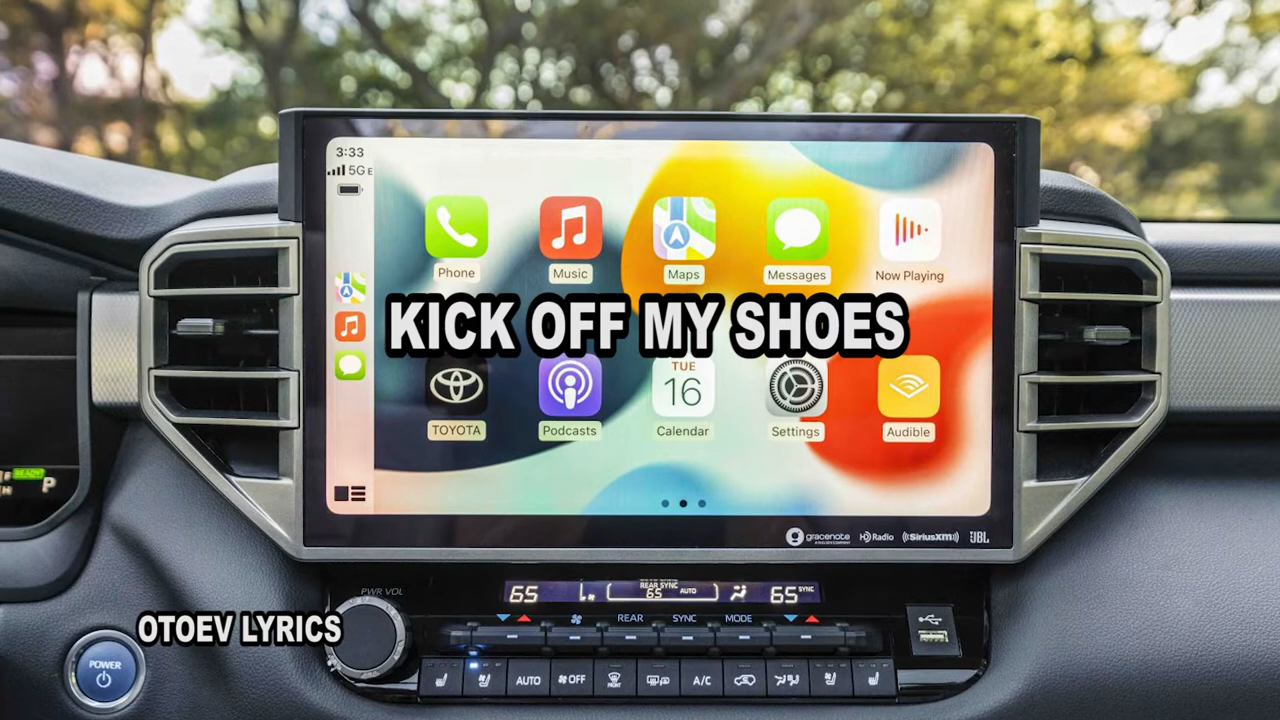 3:33
5G E
Phone
Music
Maps
Messages
Now Playing
KICK OFF MY SHOES
TUE
16
TOYOTA
Podcasts
Calendar
Settings
Audible
READY
P
gracenote
HD Radio
((SiriusXM))
JBL
PWR VOL
65
REAR SYNC
65
AUTO
65
SYNC
REAR
SYNC
MODE
OTOEV LYRICS
POWER
AUTO
OFF
FRONT
A/C